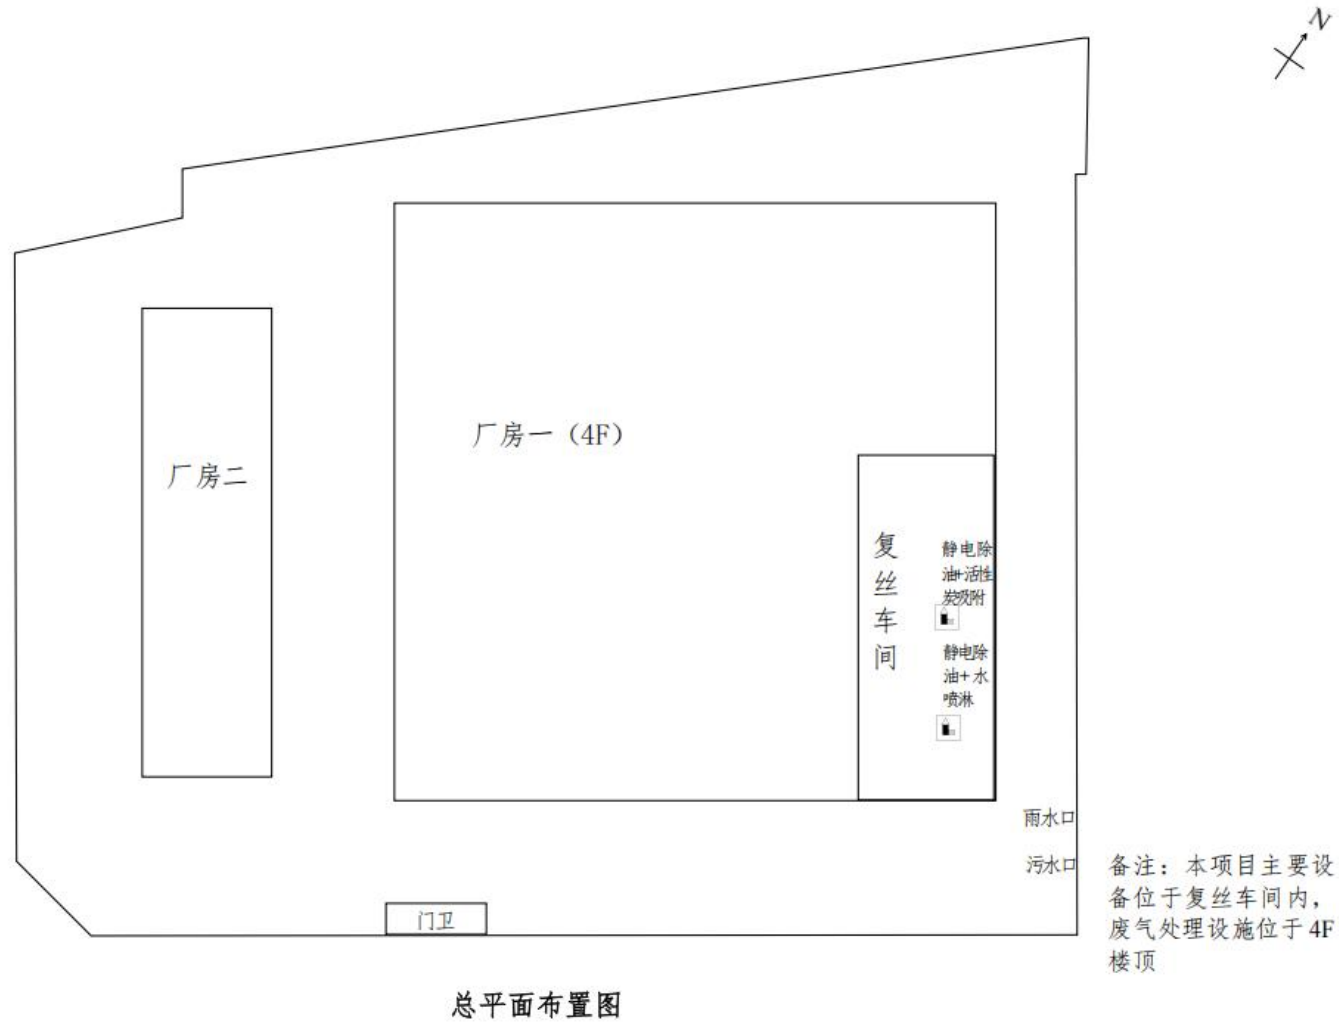 N
厂房一（4F）
厂房二
复
丝
车
间
静电除
油+活性
炭吸附
静电除
油+水
喷淋
雨水口
污水口
备注：本项目主要设
备位于复丝车间内，
废气处理设施位于 4F
楼顶
门卫
总平面布置图